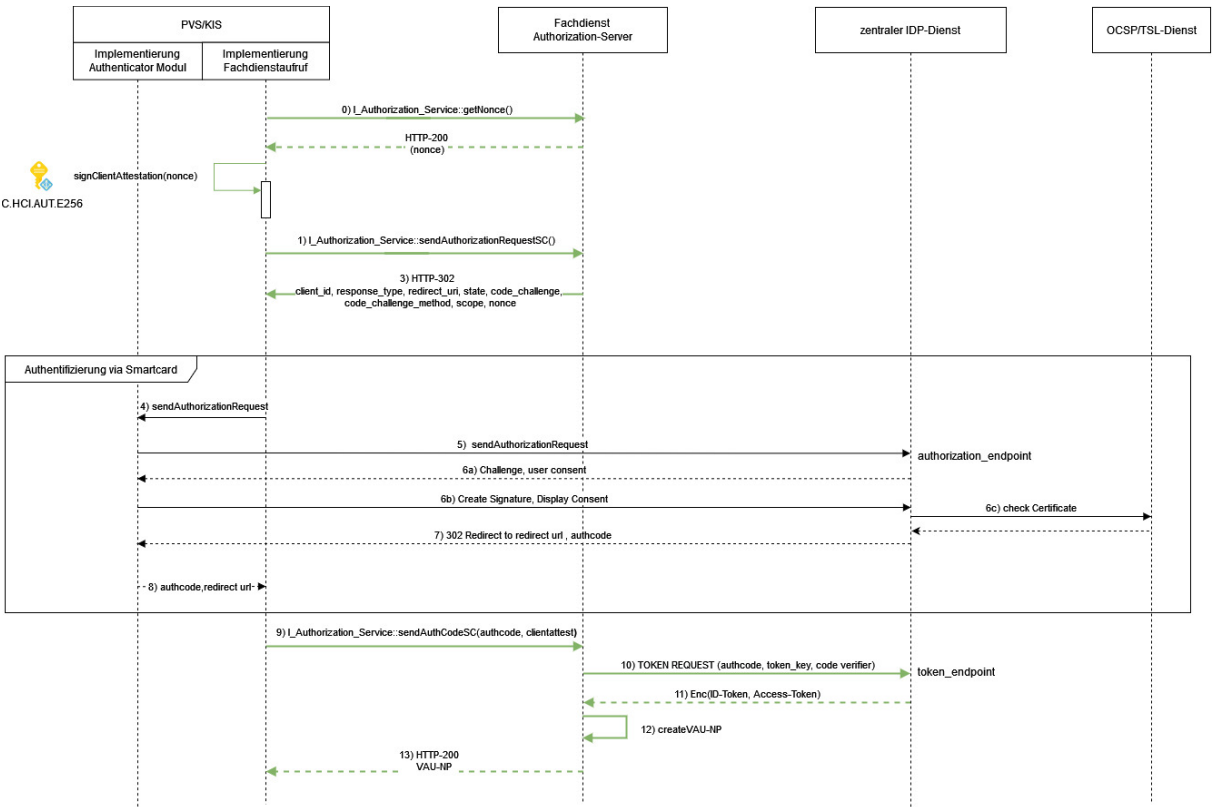 PVS/KIS
Implementierung
Authenticator Modul
Implementierung
Fachdienstaufruf
Fachdienst
Authorization-Server
zentraler IDP-Dienst
OCSP/TSL-Dienst
0) I_Authorization_Service::getNonce()
HTTP-200
(nonce)
signClientAttestation(nonce)
C.HCI.AUT.E256
1) I_Authorization_Service::sendAuthorizationRequestSC()
3) HTTP-302
client_id, response_type, redirect_uri, state, code_challenge,
code_challenge_method, scope, nonce
Authentifizierung via Smartcard
4) sendAuthorizationRequest
5) sendAuthorizationRequest
authorization_endpoint
6a) Challenge, user consent
6b) Create Signature, Display Consent
6c) check Certificate
7) 302 Redirect to redirect url , authcode
8) authcode,redirect url
9) I_Authorization_Service::sendAuthCodeSC(authcode, clientattest)
10) TOKEN REQUEST (authcode, token_key, code verifier)
token_endpoint
11) Enc(ID-Token, Access-Token)
12) createVAU-NP
13) HTTP-200
VAU-NP